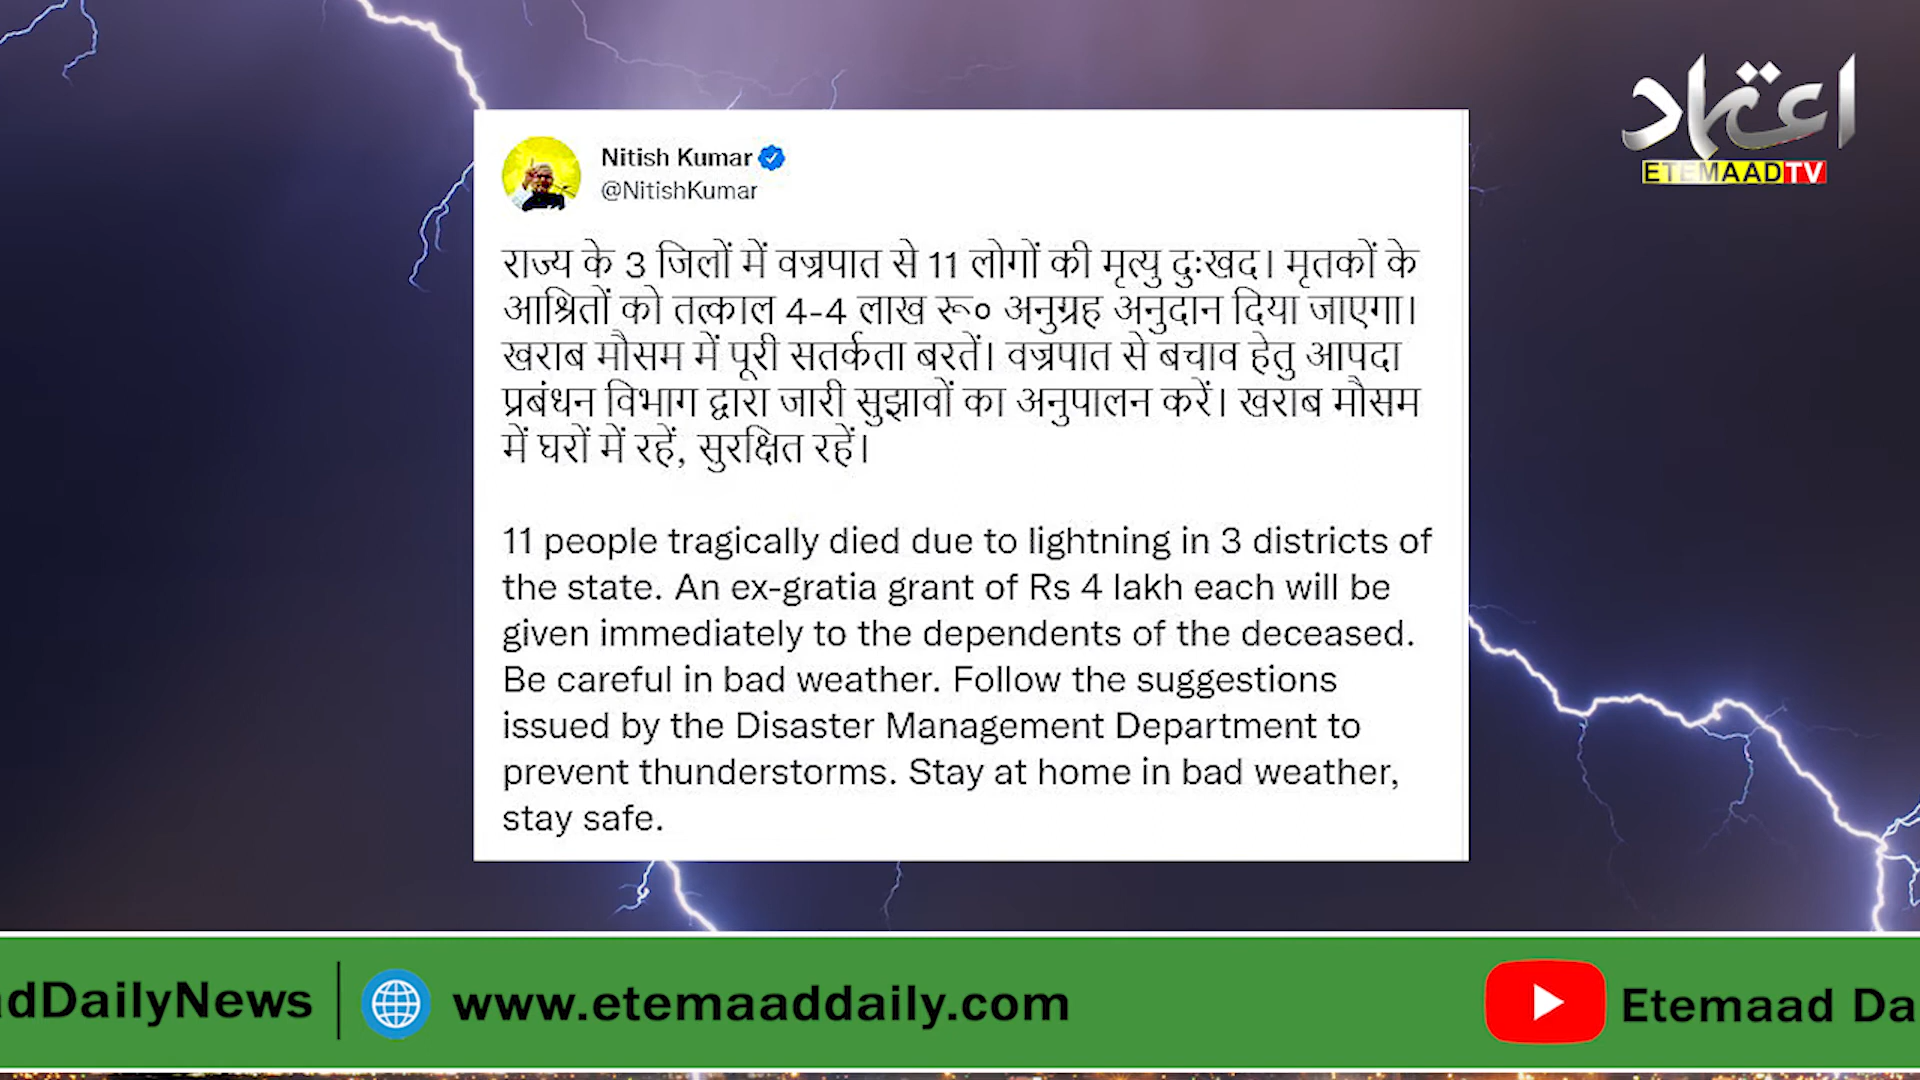 اعتماد
ETEMAAD TV
Nitish Kumar
@NitishKumar
राज्य के 3 जिलों में वज्रपात से 11 लोगों की मृत्यु दुःखद। मृतकों के
आश्रितों को तत्काल 4-4 लाख रू० अनुग्रह अनुदान दिया जाएगा।
खराब मौसम में पूरी सतर्कता बरतें। वज्रपात से बचाव हेतु आपदा
प्रबंधन विभाग द्वारा जारी सुझावों का अनुपालन करें। खराब मौसम
में घरों में रहें, सुरक्षित रहें।
11 people tragically died due to lightning in 3 districts of
the state. An ex-gratia grant of Rs 4 lakh each will be
given immediately to the dependents of the deceased.
Be careful in bad weather. Follow the suggestions
issued by the Disaster Management Department to
prevent thunderstorms. Stay at home in bad weather,
stay safe.
adDailyNews
www.etemaaddaily.com
Etemaad Da